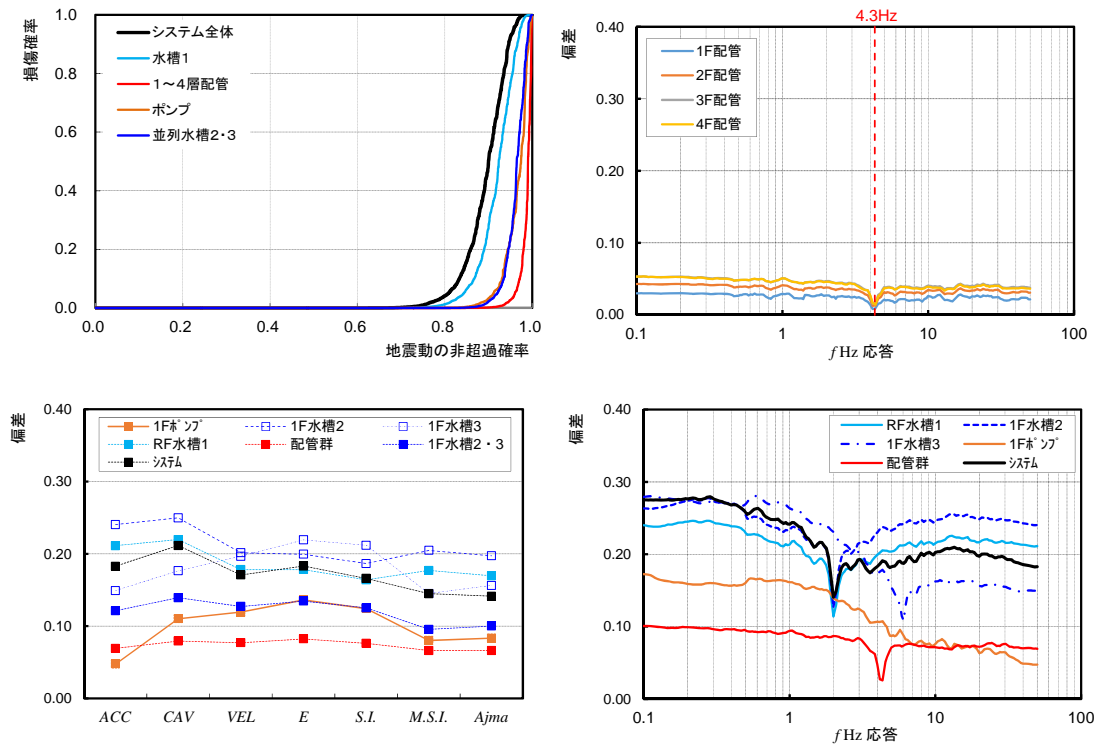 損傷確率
1.0
0.8
0.6
0.4
0.2
0.0
システム全体
水槽1
1～4層配管
ポンプ
並列水槽2・3
0.0
0.2
0.4
0.6
0.8
1.0
地震動の非超過確率
4.3Hz
偏差
0.40
0.30
0.20
0.10
0.00
1F配管
2F配管
3F配管
4F配管
0.1
1
10
100
f Hz 応答
偏差
0.40
0.30
0.20
0.10
0.00
1Fﾎﾟﾝﾌﾟ
1F水槽2
1F水槽3
RF水槽1
配管群
1F水槽2・3
ｼｽﾃﾑ
ACC
CAV
VEL
E
S.I.
M.S.I.
Ajma
偏差
0.40
0.30
0.20
0.10
0.00
RF水槽1
1F水槽2
1F水槽3
1Fﾎﾟﾝﾌﾟ
配管群
ｼｽﾃﾑ
0.1
1
10
100
f Hz 応答